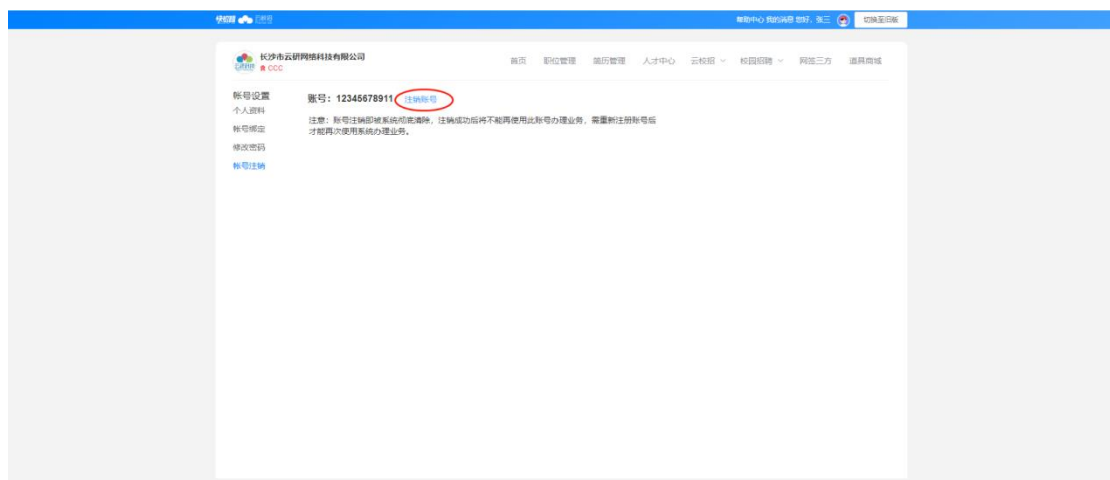 帮助中心 我的消息 您好，张三 切换至旧版
长沙市云研网络科技有限公司
CCC
首页 职位管理 简历管理 人才中心 云校招 校园招聘 网签三方 道具商城
帐号设置
个人资料
帐号绑定
修改密码
帐号注销
账号：12345678911 注销账号
注意：账号注销即被系统彻底清除，注销成功后将不能再使用此账号办理业务，需重新注册账号后
才能再次使用系统办理业务。